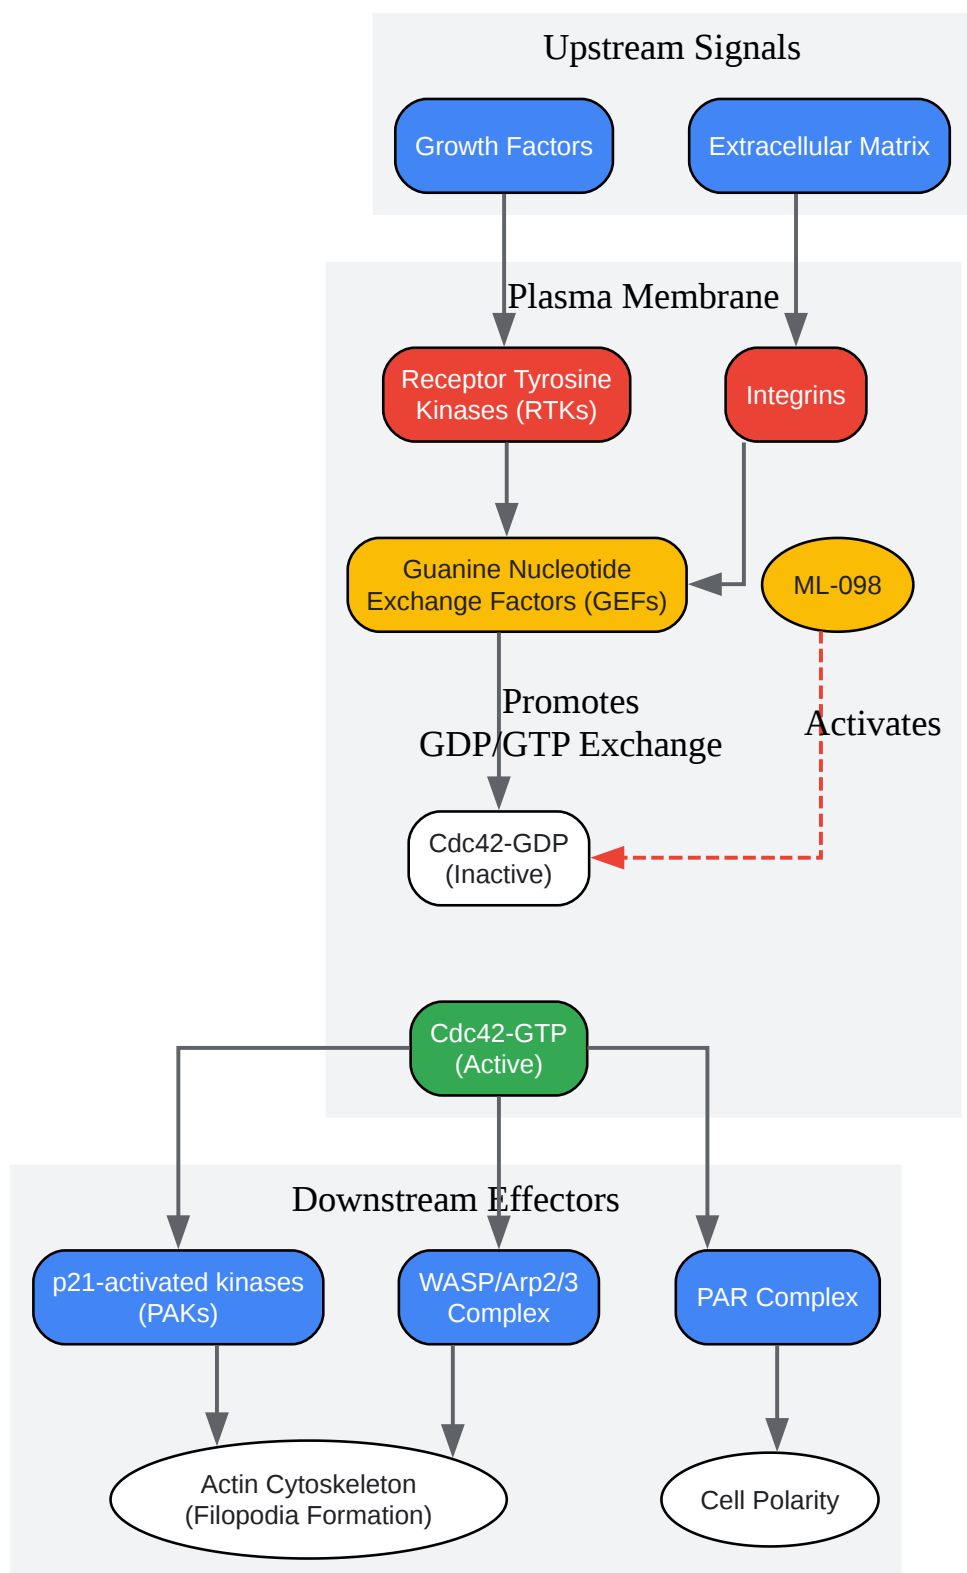 Upstream Signals
Growth Factors
Extracellular Matrix
Plasma Membrane
Receptor Tyrosine
Kinases (RTKs)
Integrins
Guanine Nucleotide
Exchange Factors (GEFs)
ML-098
Promotes
GDP/GTP Exchange
Activates
Cdc42-GDP
(Inactive)
Cdc42-GTP
(Active)
Downstream Effectors
p21-activated kinases
(PAKs)
WASP/Arp2/3
Complex
PAR Complex
Actin Cytoskeleton
(Filopodia Formation)
Cell Polarity